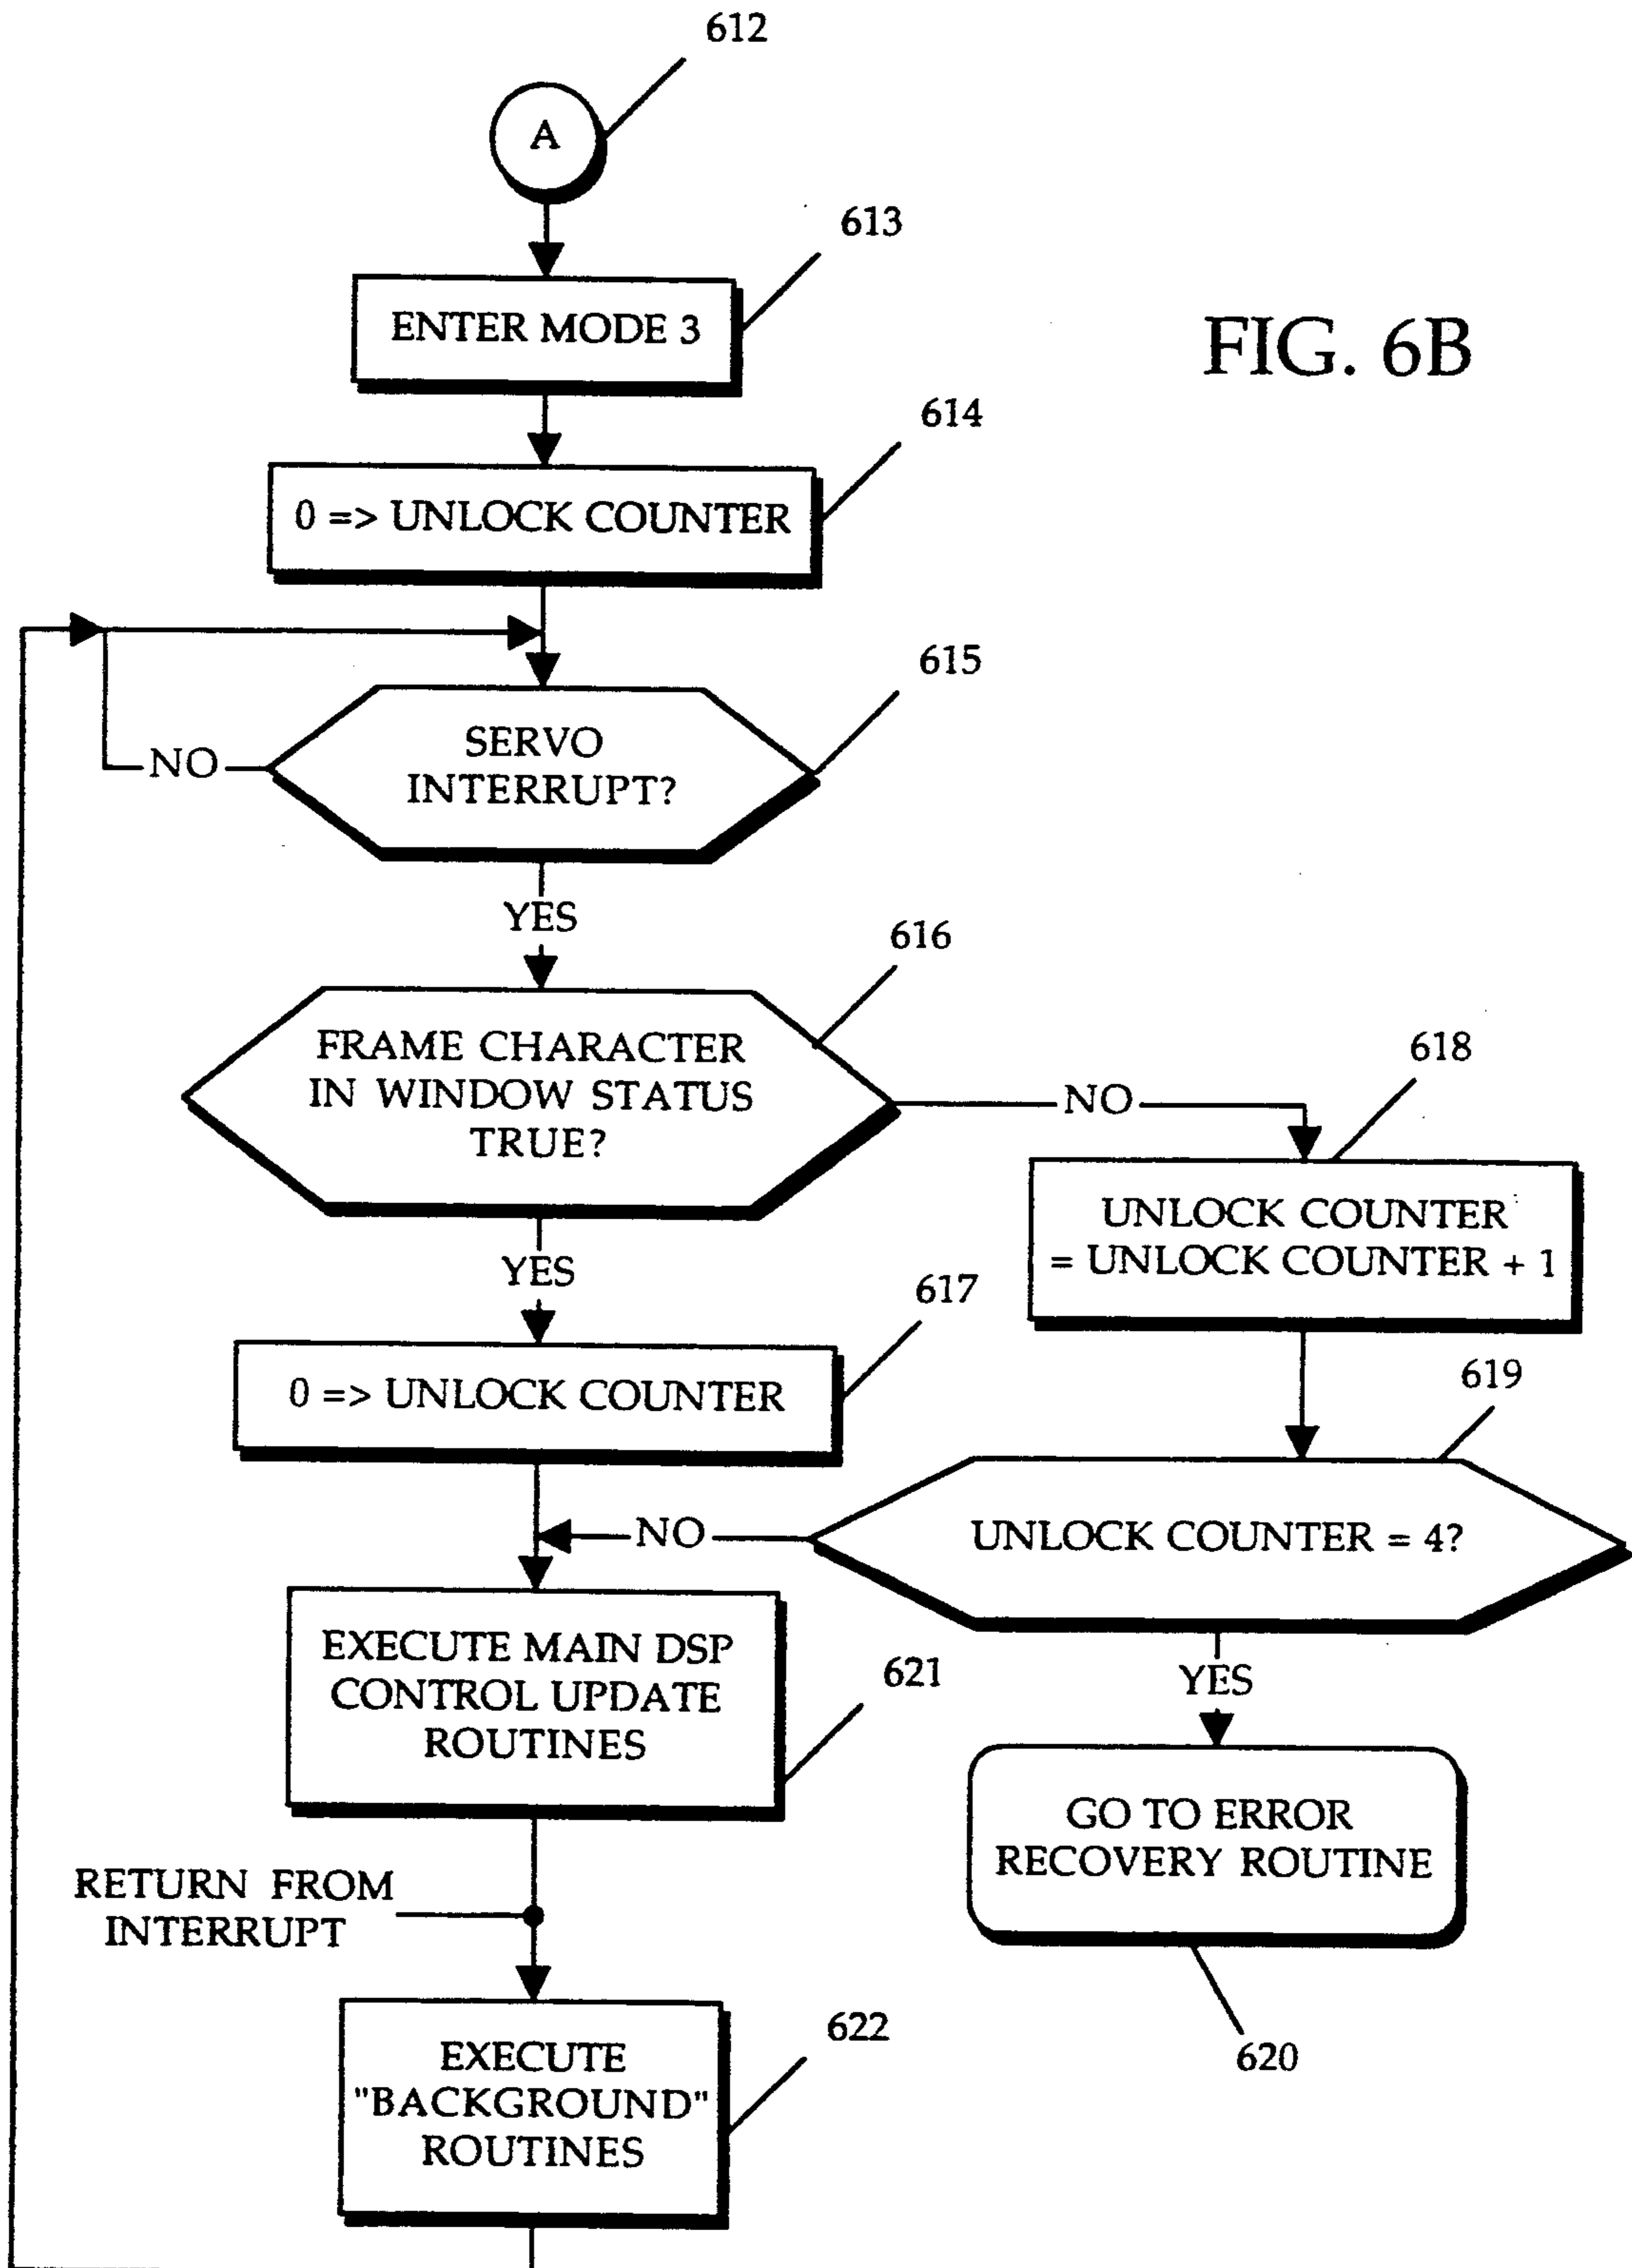 612
A
613
ENTER MODE 3
FIG. 6B
614
0 => UNLOCK COUNTER
615
SERVO
INTERRUPT?
NO
YES
616
FRAME CHARACTER
IN WINDOW STATUS
TRUE?
NO
618
UNLOCK COUNTER
= UNLOCK COUNTER + 1
YES
617
0 => UNLOCK COUNTER
619
UNLOCK COUNTER = 4?
NO
YES
EXECUTE MAIN DSP
CONTROL UPDATE
ROUTINES
621
GO TO ERROR
RECOVERY ROUTINE
620
RETURN FROM
INTERRUPT
622
EXECUTE
"BACKGROUND"
ROUTINES